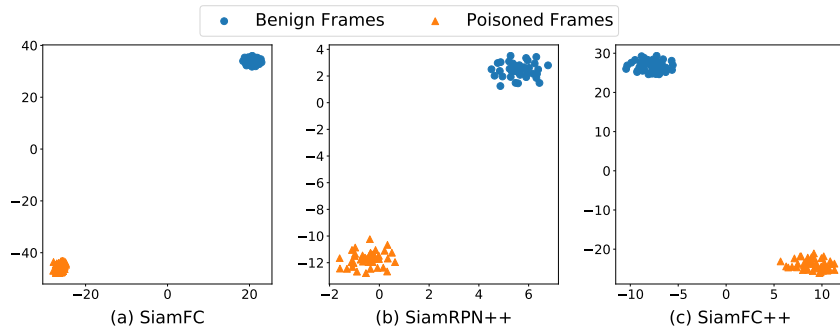 Benign Frames Poisoned Frames
40
20
0
−20
−40
−20 0 20
(a) SiamFC
4
2
0
−2
−4
−6
−8
−10
−12
−2 0 2 4 6
(b) SiamRPN++
30
20
10
0
−10
−20
−10 −5 0 5 10
(c) SiamFC++